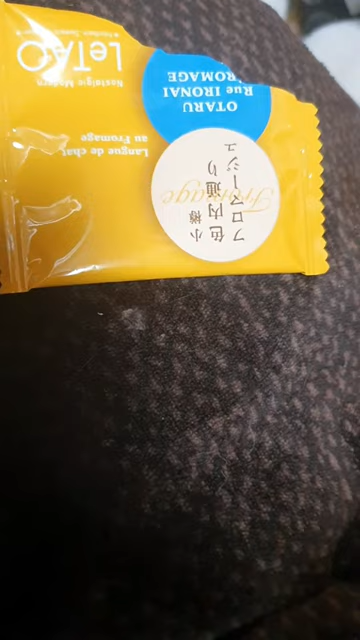 LeTAO
Nostalgic Modern
Langue de chat
au Fromage
OTARU
Rue IRONAI
FROMAGE
Fromage
小樽
色内通り
フロマージュ